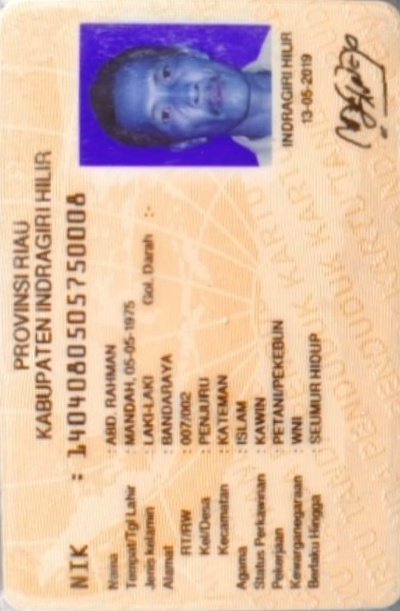 PROVINSI RIAU
KABUPATEN INDRAGIRI HILIR
NIK : 1404080505750008
Nama : ABD. RAHMAN
Tempat/Tgl Lahir : MANDAH, 05-05-1975
Jenis kelamin : LAKI-LAKI Gol. Darah :-
Alamat : BANDARAYA
RT/RW : 007/002
Kel/Desa : PENJURU
Kecamatan : KATEMAN
Agama : ISLAM
Status Perkawinan : KAWIN
Pekerjaan : PETANI/PEKEBUN
Kewarganegaraan : WNI
Berlaku Hingga : SEUMUR HIDUP
INDRAGIRI HILIR
13-05-2019